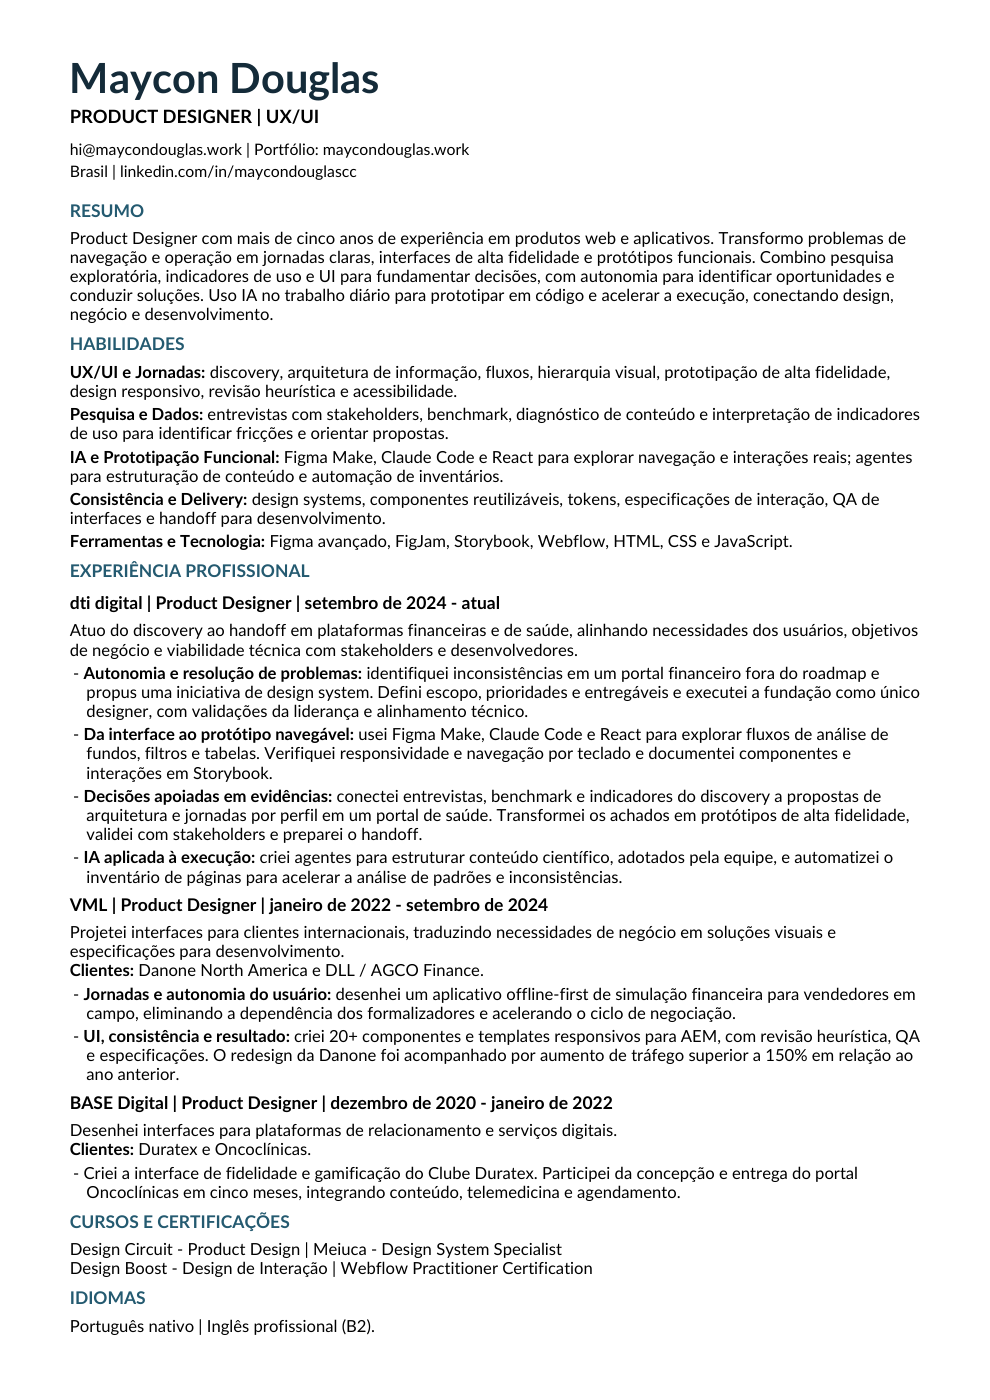 Maycon Douglas
PRODUCT DESIGNER | UX/UI
hi@maycondouglas.work | Portfólio: maycondouglas.work
Brasil | linkedin.com/in/maycondouglascc
RESUMO
Product Designer com mais de cinco anos de experiência em produtos web e aplicativos. Transformo problemas de
navegação e operação em jornadas claras, interfaces de alta fidelidade e protótipos funcionais. Combino pesquisa
exploratória, indicadores de uso e UI para fundamentar decisões, com autonomia para identificar oportunidades e
conduzir soluções. Uso IA no trabalho diário para prototipar em código e acelerar a execução, conectando design,
negócio e desenvolvimento.
HABILIDADES
UX/UI e Jornadas: discovery, arquitetura de informação, fluxos, hierarquia visual, prototipação de alta fidelidade,
design responsivo, revisão heurística e acessibilidade.
Pesquisa e Dados: entrevistas com stakeholders, benchmark, diagnóstico de conteúdo e interpretação de indicadores
de uso para identificar fricções e orientar propostas.
IA e Prototipação Funcional: Figma Make, Claude Code e React para explorar navegação e interações reais; agentes
para estruturação de conteúdo e automação de inventários.
Consistência e Delivery: design systems, componentes reutilizáveis, tokens, especificações de interação, QA de
interfaces e handoff para desenvolvimento.
Ferramentas e Tecnologia: Figma avançado, FigJam, Storybook, Webflow, HTML, CSS e JavaScript.
EXPERIÊNCIA PROFISSIONAL
dti digital | Product Designer | setembro de 2024 - atual
Atuo do discovery ao handoff em plataformas financeiras e de saúde, alinhando necessidades dos usuários, objetivos
de negócio e viabilidade técnica com stakeholders e desenvolvedores.
- Autonomia e resolução de problemas: identifiquei inconsistências em um portal financeiro fora do roadmap e
propus uma iniciativa de design system. Defini escopo, prioridades e entregáveis e executei a fundação como único
designer, com validações da liderança e alinhamento técnico.
- Da interface ao protótipo navegável: usei Figma Make, Claude Code e React para explorar fluxos de análise de
fundos, filtros e tabelas. Verifiquei responsividade e navegação por teclado e documentei componentes e
interações em Storybook.
- Decisões apoiadas em evidências: conectei entrevistas, benchmark e indicadores do discovery a propostas de
arquitetura e jornadas por perfil em um portal de saúde. Transformei os achados em protótipos de alta fidelidade,
validei com stakeholders e preparei o handoff.
- IA aplicada à execução: criei agentes para estruturar conteúdo científico, adotados pela equipe, e automatizei o
inventário de páginas para acelerar a análise de padrões e inconsistências.
VML | Product Designer | janeiro de 2022 - setembro de 2024
Projetei interfaces para clientes internacionais, traduzindo necessidades de negócio em soluções visuais e
especificações para desenvolvimento.
Clientes: Danone North America e DLL / AGCO Finance.
- Jornadas e autonomia do usuário: desenhei um aplicativo offline-first de simulação financeira para vendedores em
campo, eliminando a dependência dos formalizadores e acelerando o ciclo de negociação.
- UI, consistência e resultado: criei 20+ componentes e templates responsivos para AEM, com revisão heurística, QA
e especificações. O redesign da Danone foi acompanhado por aumento de tráfego superior a 150% em relação ao
ano anterior.
BASE Digital | Product Designer | dezembro de 2020 - janeiro de 2022
Desenhei interfaces para plataformas de relacionamento e serviços digitais.
Clientes: Duratex e Oncoclínicas.
- Criei a interface de fidelidade e gamificação do Clube Duratex. Participei da concepção e entrega do portal
Oncoclínicas em cinco meses, integrando conteúdo, telemedicina e agendamento.
CURSOS E CERTIFICAÇÕES
Design Circuit - Product Design | Meiuca - Design System Specialist
Design Boost - Design de Interação | Webflow Practitioner Certification
IDIOMAS
Português nativo | Inglês profissional (B2).